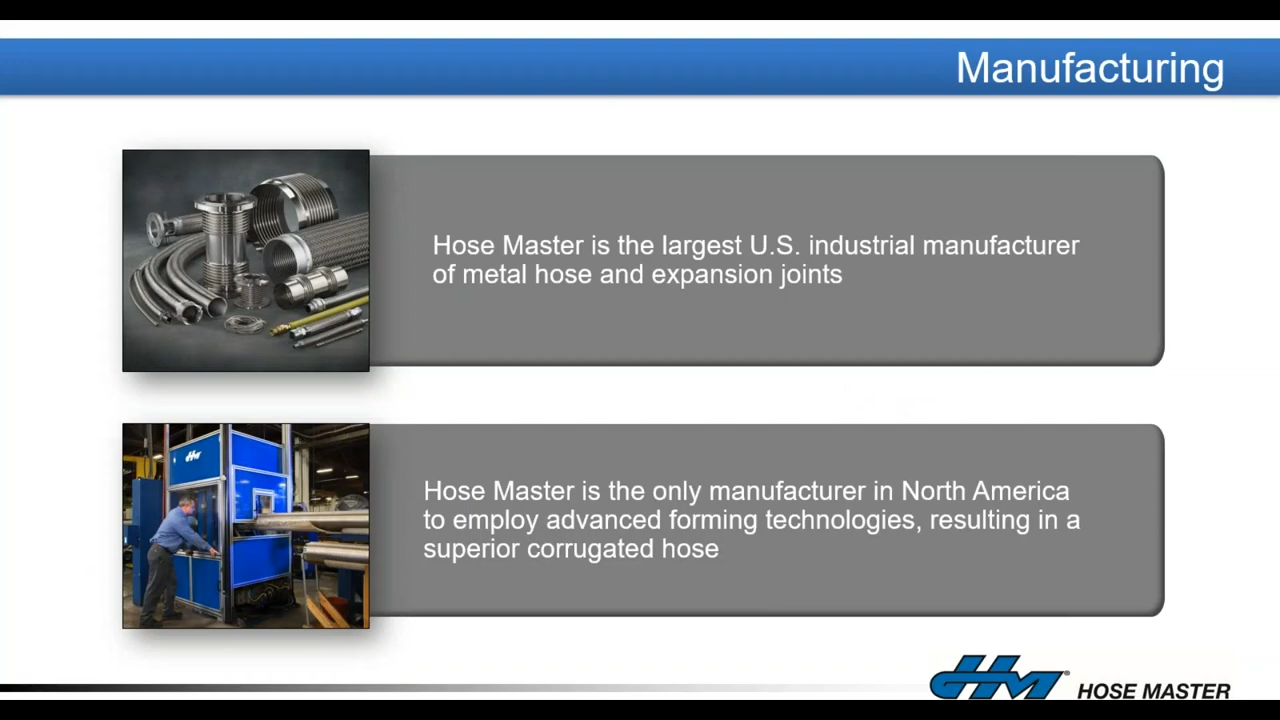 Manufacturing
Hose Master is the largest U.S. industrial manufacturer
of metal hose and expansion joints
HM
Hose Master is the only manufacturer in North America
to employ advanced forming technologies, resulting in a
superior corrugated hose
HM® HOSE MASTER